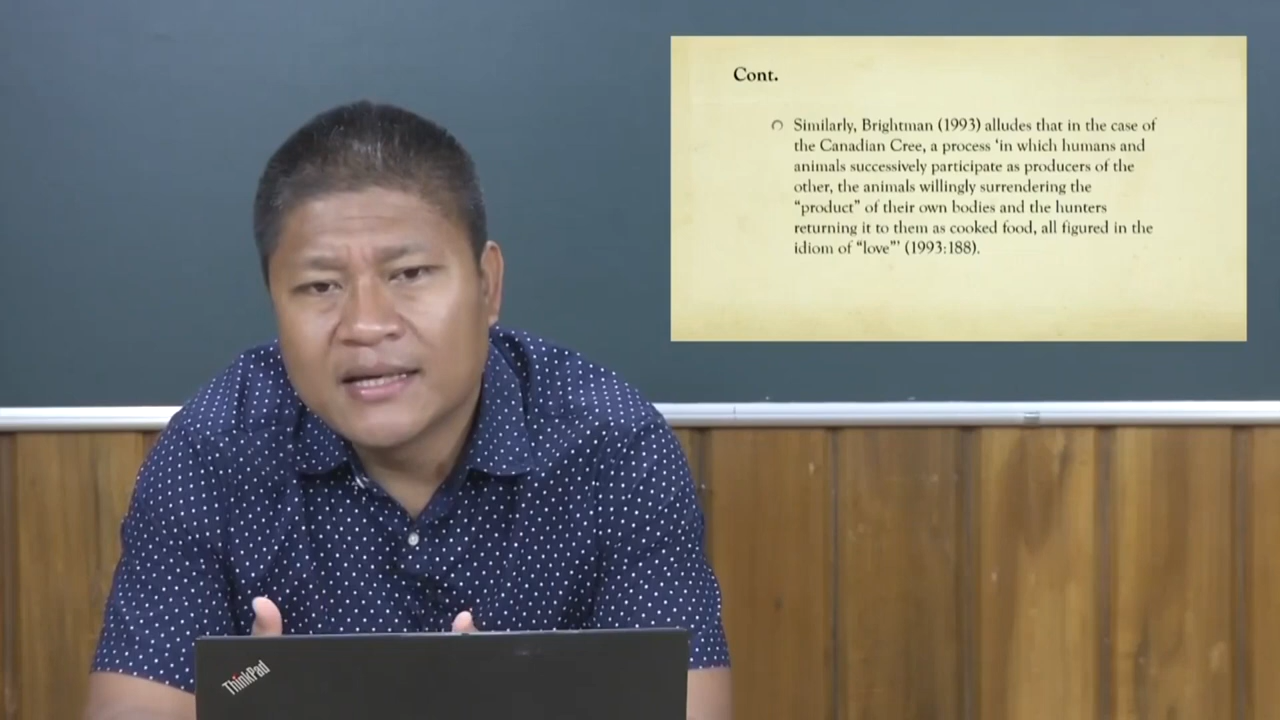 Cont.
Similarly, Brightman (1993) alludes that in the case of
the Canadian Cree, a process ‘in which humans and
animals successively participate as producers of the
other, the animals willingly surrendering the
“product” of their own bodies and the hunters
returning it to them as cooked food, all figured in the
idiom of “love”’ (1993:188).
ThinkPad